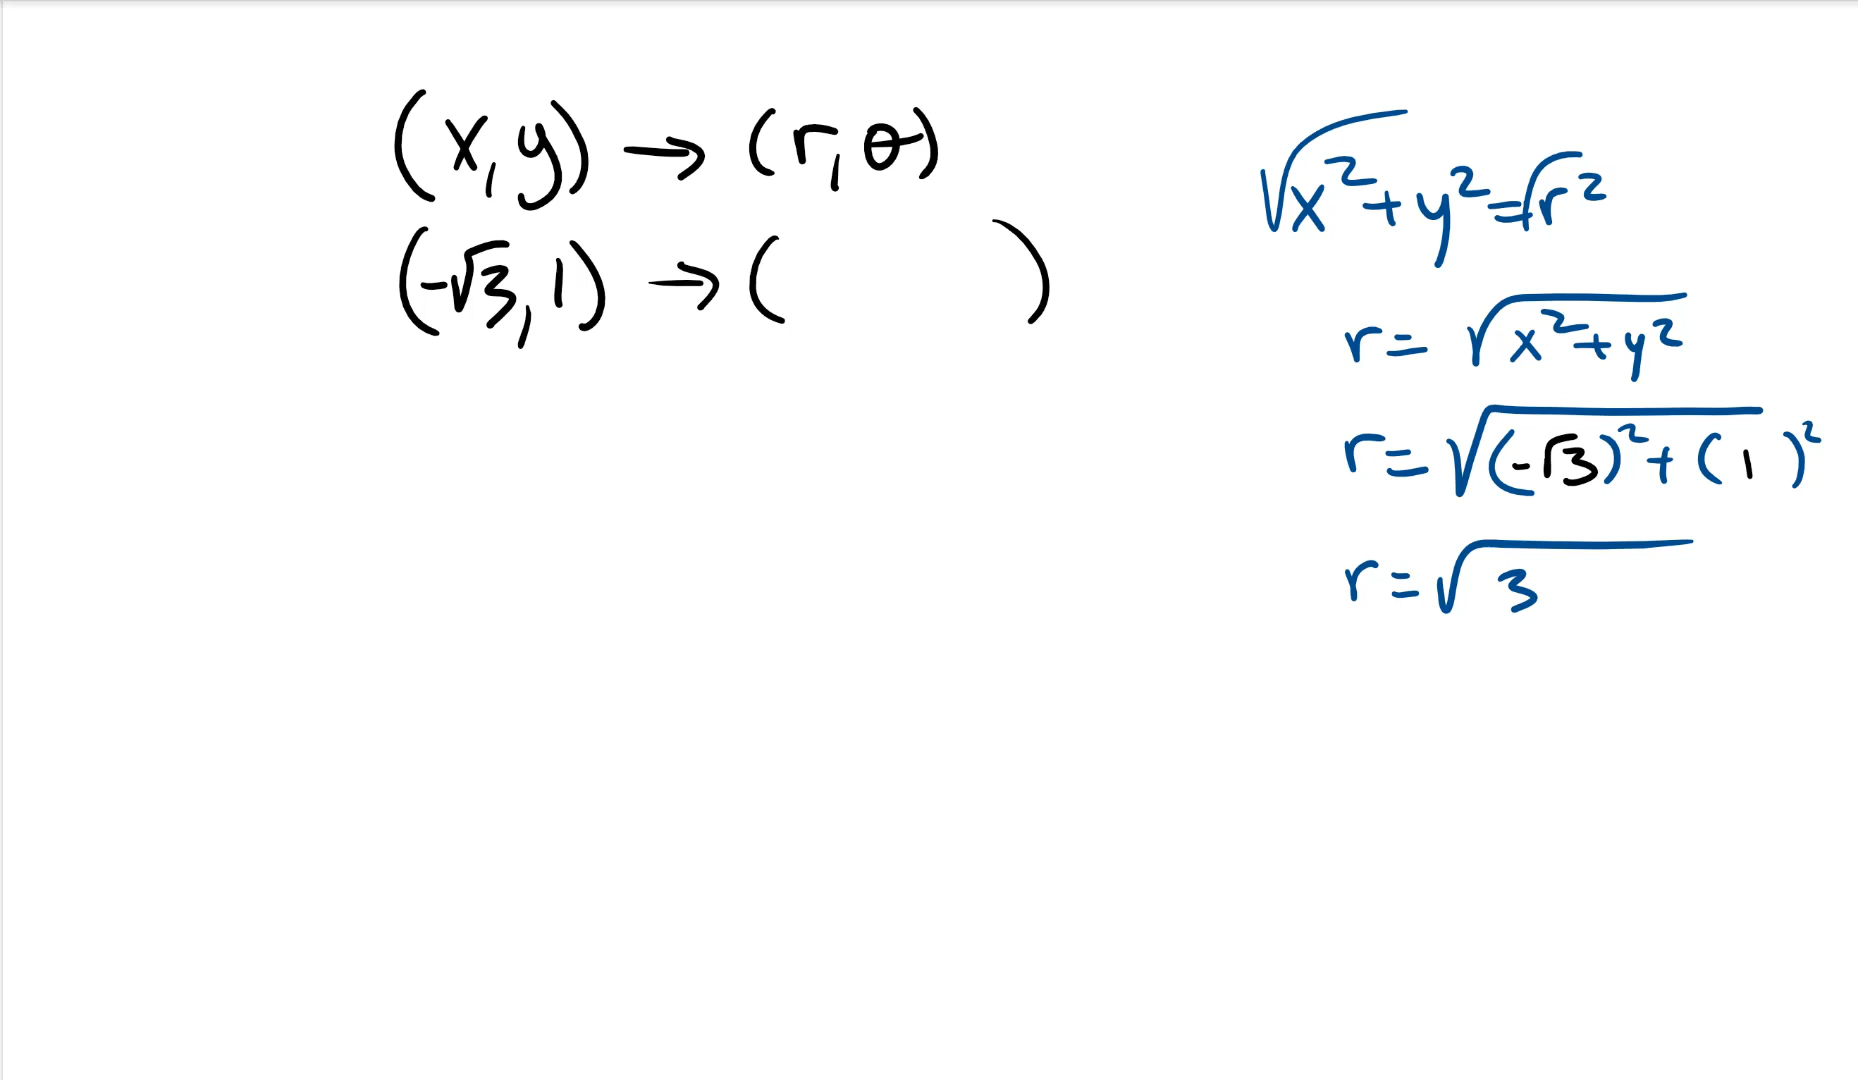 (x, y) → (r, θ)
(-√3, 1) → (      )
√x²+y² = √r²
r = √x²+y²
r = √(-√3)²+(1)²
r = √3